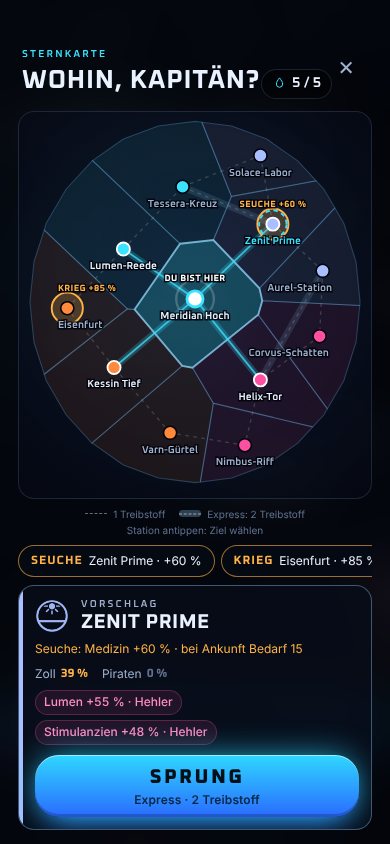 STERNKARTE
WOHIN, KAPITÄN?
5 / 5
Solace-Labor
Tessera-Kreuz
SEUCHE +60 %
Zenit Prime
Lumen-Reede
DU BIST HIER
KRIEG +85 %
Aurel-Station
Meridian Hoch
Eisenfurt
Corvus-Schatten
Kessin Tief
Helix-Tor
Varn-Gürtel
Nimbus-Riff
1 Treibstoff Express: 2 Treibstoff
Station antippen: Ziel wählen
SEUCHE Zenit Prime · +60 % KRIEG Eisenfurt · +85 %
VORSCHLAG
ZENIT PRIME
Seuche: Medizin +60 % · bei Ankunft Bedarf 15
Zoll 39 % Piraten 0 %
Lumen +55 % · Hehler
Stimulanzien +48 % · Hehler
SPRUNG
Express · 2 Treibstoff